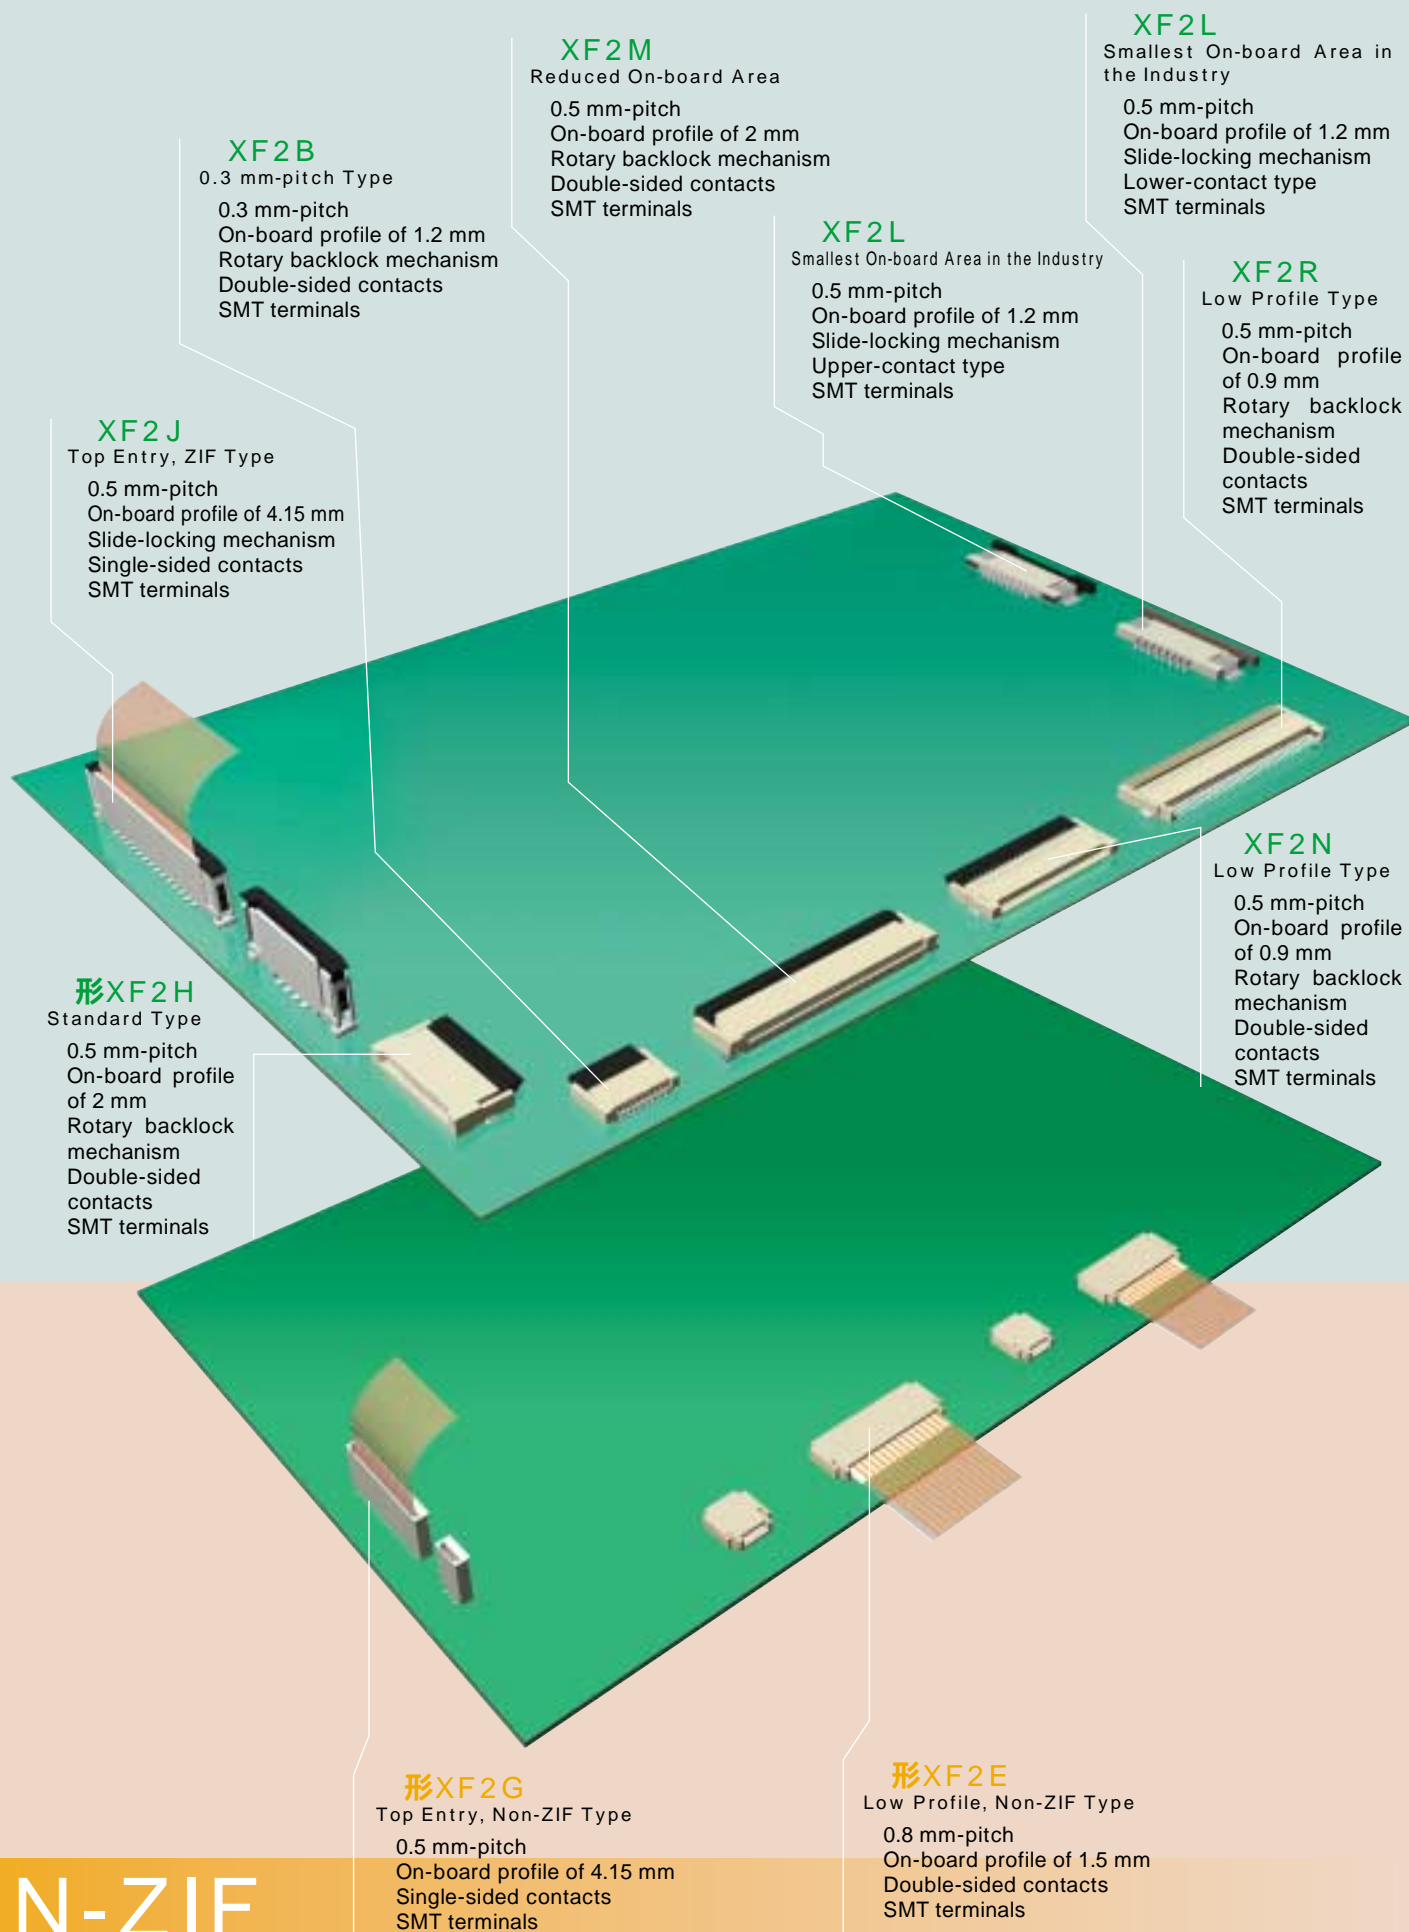 XF2L
Smallest On-board Area in
the Industry
0.5 mm-pitch
On-board profile of 1.2 mm
Slide-locking mechanism
Lower-contact type
SMT terminals
XF2M
Reduced On-board Area
0.5 mm-pitch
On-board profile of 2 mm
Rotary backlock mechanism
Double-sided contacts
SMT terminals
XF2B
0.3 mm-pitch Type
0.3 mm-pitch
On-board profile of 1.2 mm
Rotary backlock mechanism
Double-sided contacts
SMT terminals
XF2L
Smallest On-board Area in the Industry
0.5 mm-pitch
On-board profile of 1.2 mm
Slide-locking mechanism
Upper-contact type
SMT terminals
XF2R
Low Profile Type
0.5 mm-pitch
On-board profile
of 0.9 mm
Rotary backlock
mechanism
Double-sided
contacts
SMT terminals
XF2J
Top Entry, ZIF Type
0.5 mm-pitch
On-board profile of 4.15 mm
Slide-locking mechanism
Single-sided contacts
SMT terminals
XF2N
Low Profile Type
0.5 mm-pitch
On-board profile
of 0.9 mm
Rotary backlock
mechanism
Double-sided
contacts
SMT terminals
形XF2H
Standard Type
0.5 mm-pitch
On-board profile
of 2 mm
Rotary backlock
mechanism
Double-sided
contacts
SMT terminals
形XF2G
Top Entry, Non-ZIF Type
0.5 mm-pitch
On-board profile of 4.15 mm
Single-sided contacts
SMT terminals
形XF2E
Low Profile, Non-ZIF Type
0.8 mm-pitch
On-board profile of 1.5 mm
Double-sided contacts
SMT terminals
N-ZIF